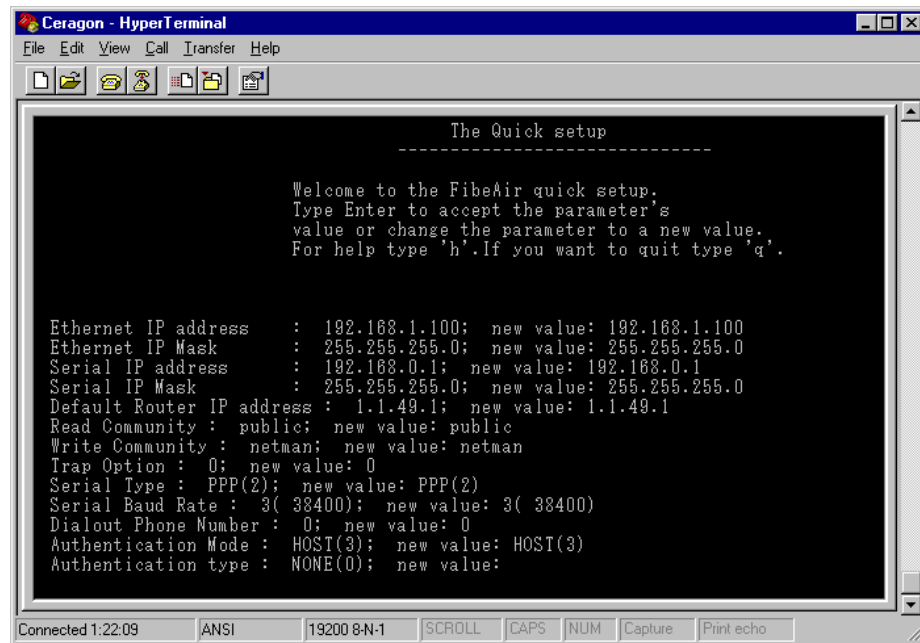 Ceragon - HyperTerminal
File Edit View Call Transfer Help
The Quick setup
------------------------------
Welcome to the FibeAir quick setup.
Type Enter to accept the parameter's
value or change the parameter to a new value.
For help type 'h'.If you want to quit type 'q'.
Ethernet IP address : 192.168.1.100; new value: 192.168.1.100
Ethernet IP Mask : 255.255.255.0; new value: 255.255.255.0
Serial IP address : 192.168.0.1; new value: 192.168.0.1
Serial IP Mask : 255.255.255.0; new value: 255.255.255.0
Default Router IP address : 1.1.49.1; new value: 1.1.49.1
Read Community : public; new value: public
Write Community : netman; new value: netman
Trap Option : 0; new value: 0
Serial Type : PPP(2); new value: PPP(2)
Serial Baud Rate : 3( 38400); new value: 3( 38400)
Dialout Phone Number : 0; new value: 0
Authentication Mode : HOST(3); new value: HOST(3)
Authentication type : NONE(0); new value:
Connected 1:22:09 ANSI 19200 8-N-1 SCROLL CAPS NUM Capture Print echo